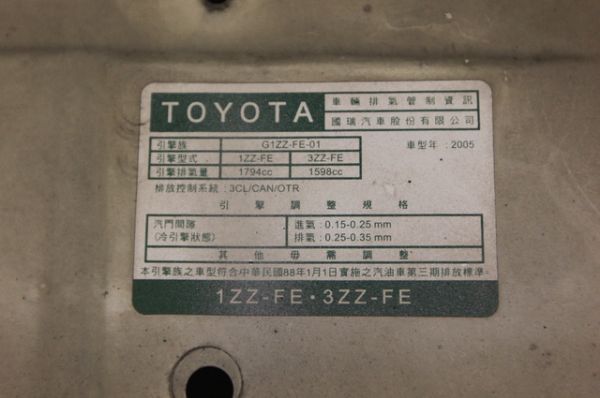 TOYOTA
車輛排氣管制資訊
國瑞汽車股份有限公司
引擎族 G1ZZ-FE-01 車型年：2005
引擎型式 1ZZ-FE 3ZZ-FE
引擎排氣量 1794cc 1598cc
排放控制系統：3CL/CAN/OTR
引擎調整規格
汽門間隙 進氣：0.15-0.25 mm
(冷引擎狀態) 排氣：0.25-0.35 mm
其他毋需調整
本引擎族之車型符合中華民國88年1月1日實施之汽油車第三期排放標準。
1ZZ-FE・3ZZ-FE